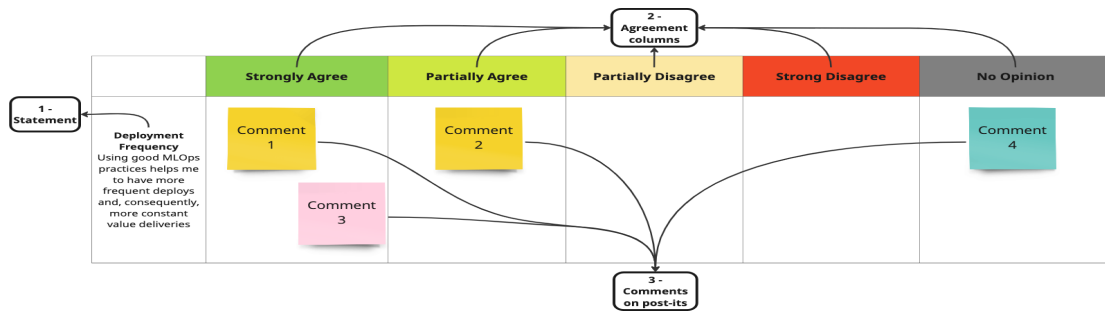 2 -
Agreement
columns
Strongly Agree
Partially Agree
Partially Disagree
Strong Disagree
No Opinion
1 -
Statement
Deployment
Frequency
Using good MLOps
practices helps me
to have more
frequent deploys
and, consequently,
more constant
value deliveries
Comment
1
Comment
2
Comment
3
Comment
4
3 -
Comments
on post-its